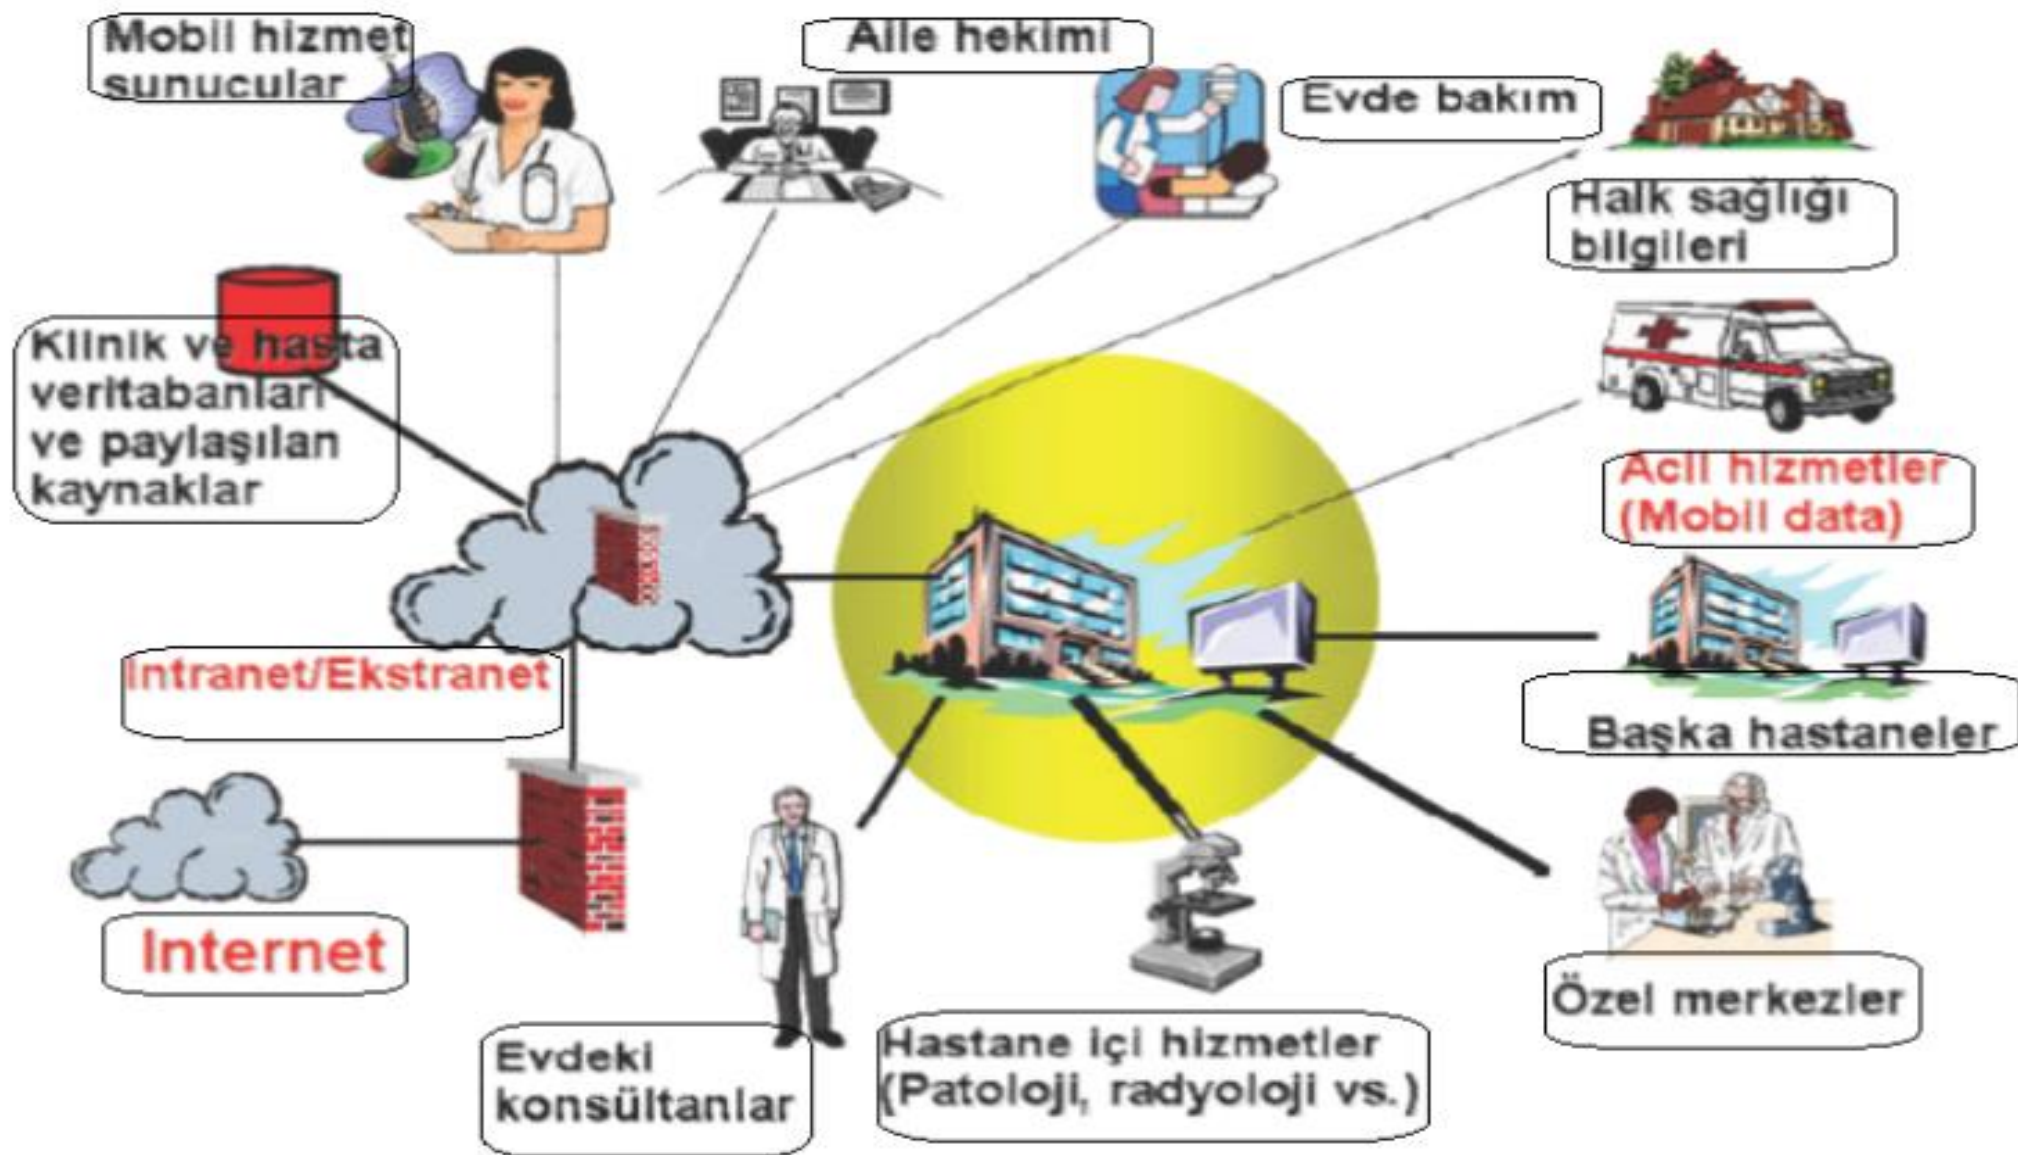 Mobil hizmet
sunucular
Aile hekimi
Evde bakım
Halk sağlığı
bilgileri
Klinik ve hasta
veritabanları
ve paylaşılan
kaynaklar
Acil hizmetler
(Mobil data)
Intranet/Ekstranet
Başka hastaneler
Internet
Özel merkezler
Evdeki
konsültanlar
Hastane içi hizmetler
(Patoloji, radyoloji vs.)